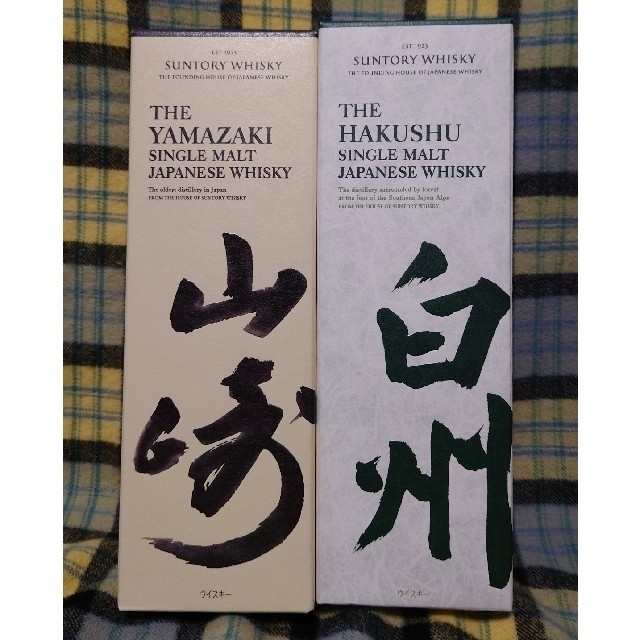 EST 1923
SUNTORY WHISKY
THE FOUNDING HOUSE OF JAPANESE WHISKY
THE
YAMAZAKI
SINGLE MALT
JAPANESE WHISKY
The oldest distillery in Japan
FROM THE HOUSE OF SUNTORY WHISKY
山崎
ウイスキー
EST 1923
SUNTORY WHISKY
THE FOUNDING HOUSE OF JAPANESE WHISKY
THE
HAKUSHU
SINGLE MALT
JAPANESE WHISKY
The distillery surrounded by forest
at the foot of the Southern Japan Alps
FROM THE HOUSE OF SUNTORY WHISKY
白州
ウイスキー